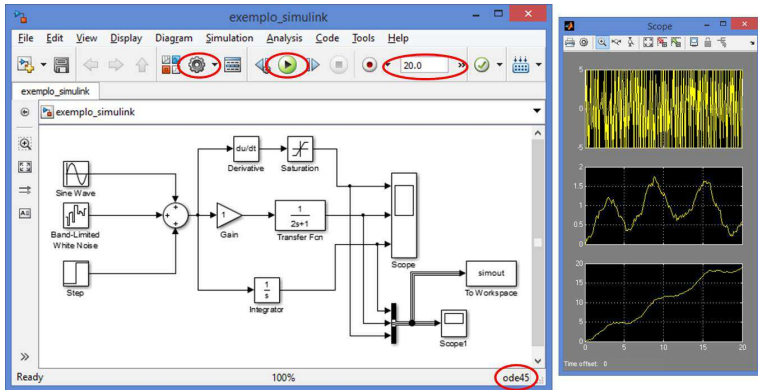 exemplo_simulink
File Edit View Display Diagram Simulation Analysis Code Tools Help
20.0
exemplo_simulink
exemplo_simulink
Sine Wave
Band-Limited
White Noise
Step
du/dt
Derivative
Saturation
1
Gain
1
2s+1
Transfer Fcn
1
s
Integrator
Scope
simout
To Workspace
Scope1
Ready
100%
ode45
Scope
5
0
-5
2
1.5
1
0.5
0
20
15
10
5
0
0 5 10 15 20
Time offset: 0